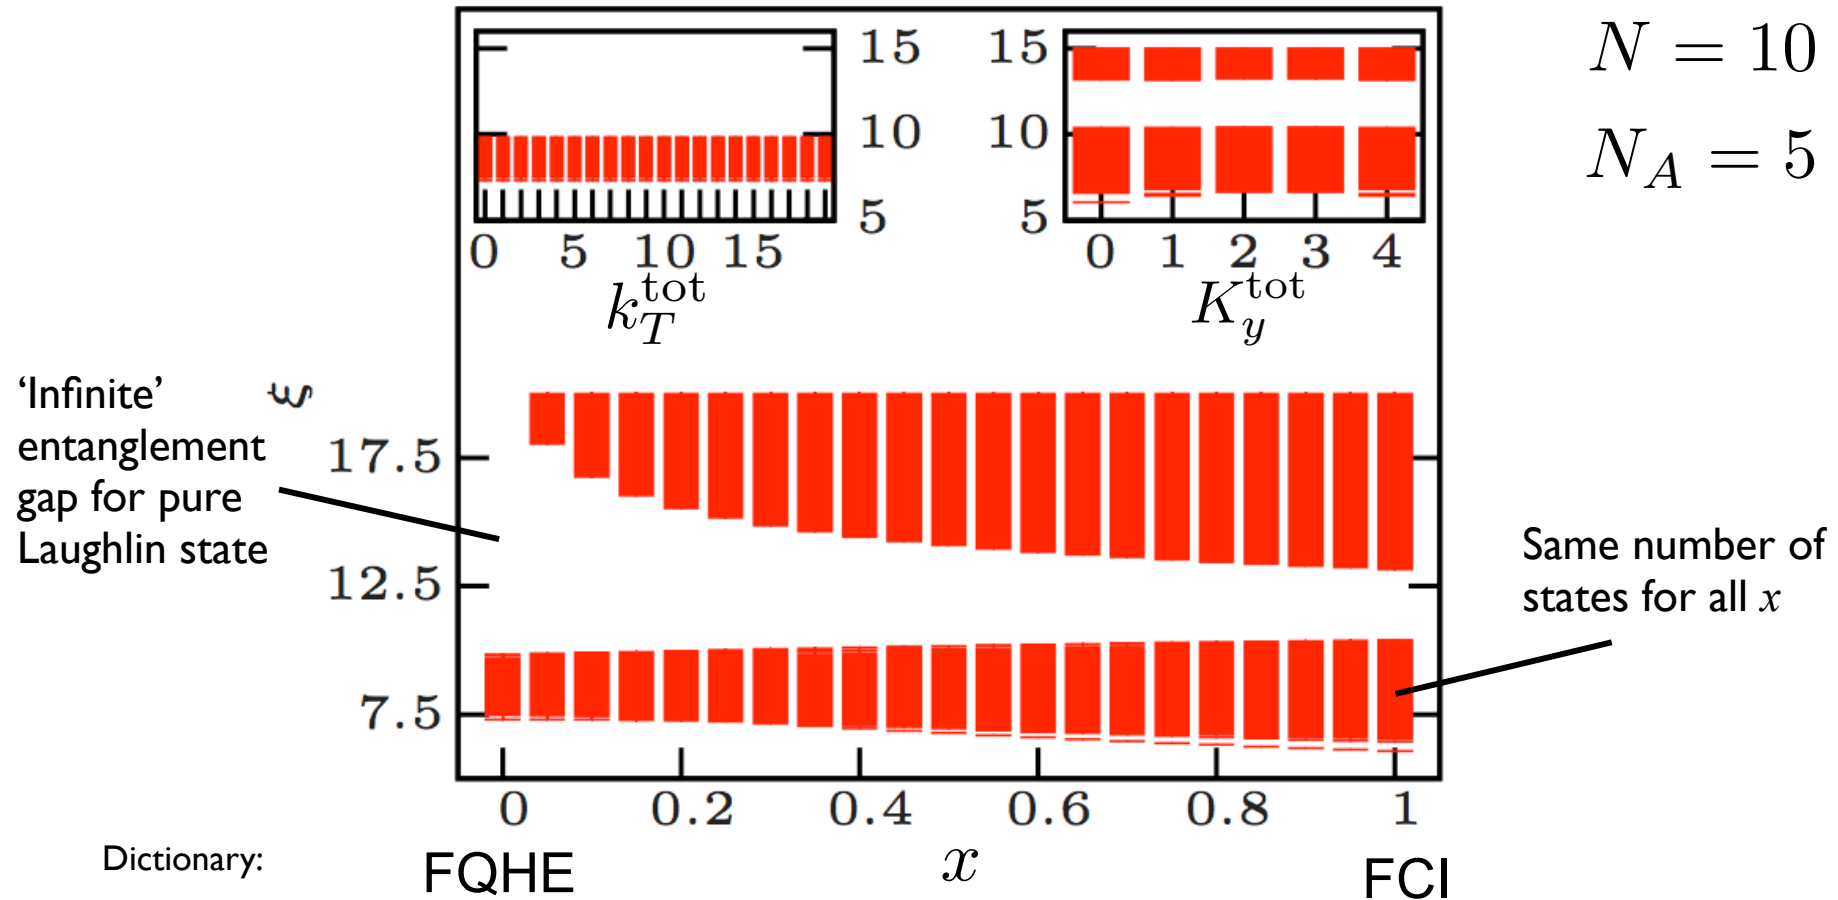 15
10
5
0 5 10 15
k_T^tot
15
10
5
0 1 2 3 4
K_y^tot
N = 10
N_A = 5
‘Infinite’
entanglement
gap for pure
Laughlin state
ξ
17.5
12.5
7.5
Same number of
states for all x
0 0.2 0.4 0.6 0.8 1
Dictionary:
FQHE
x
FCI